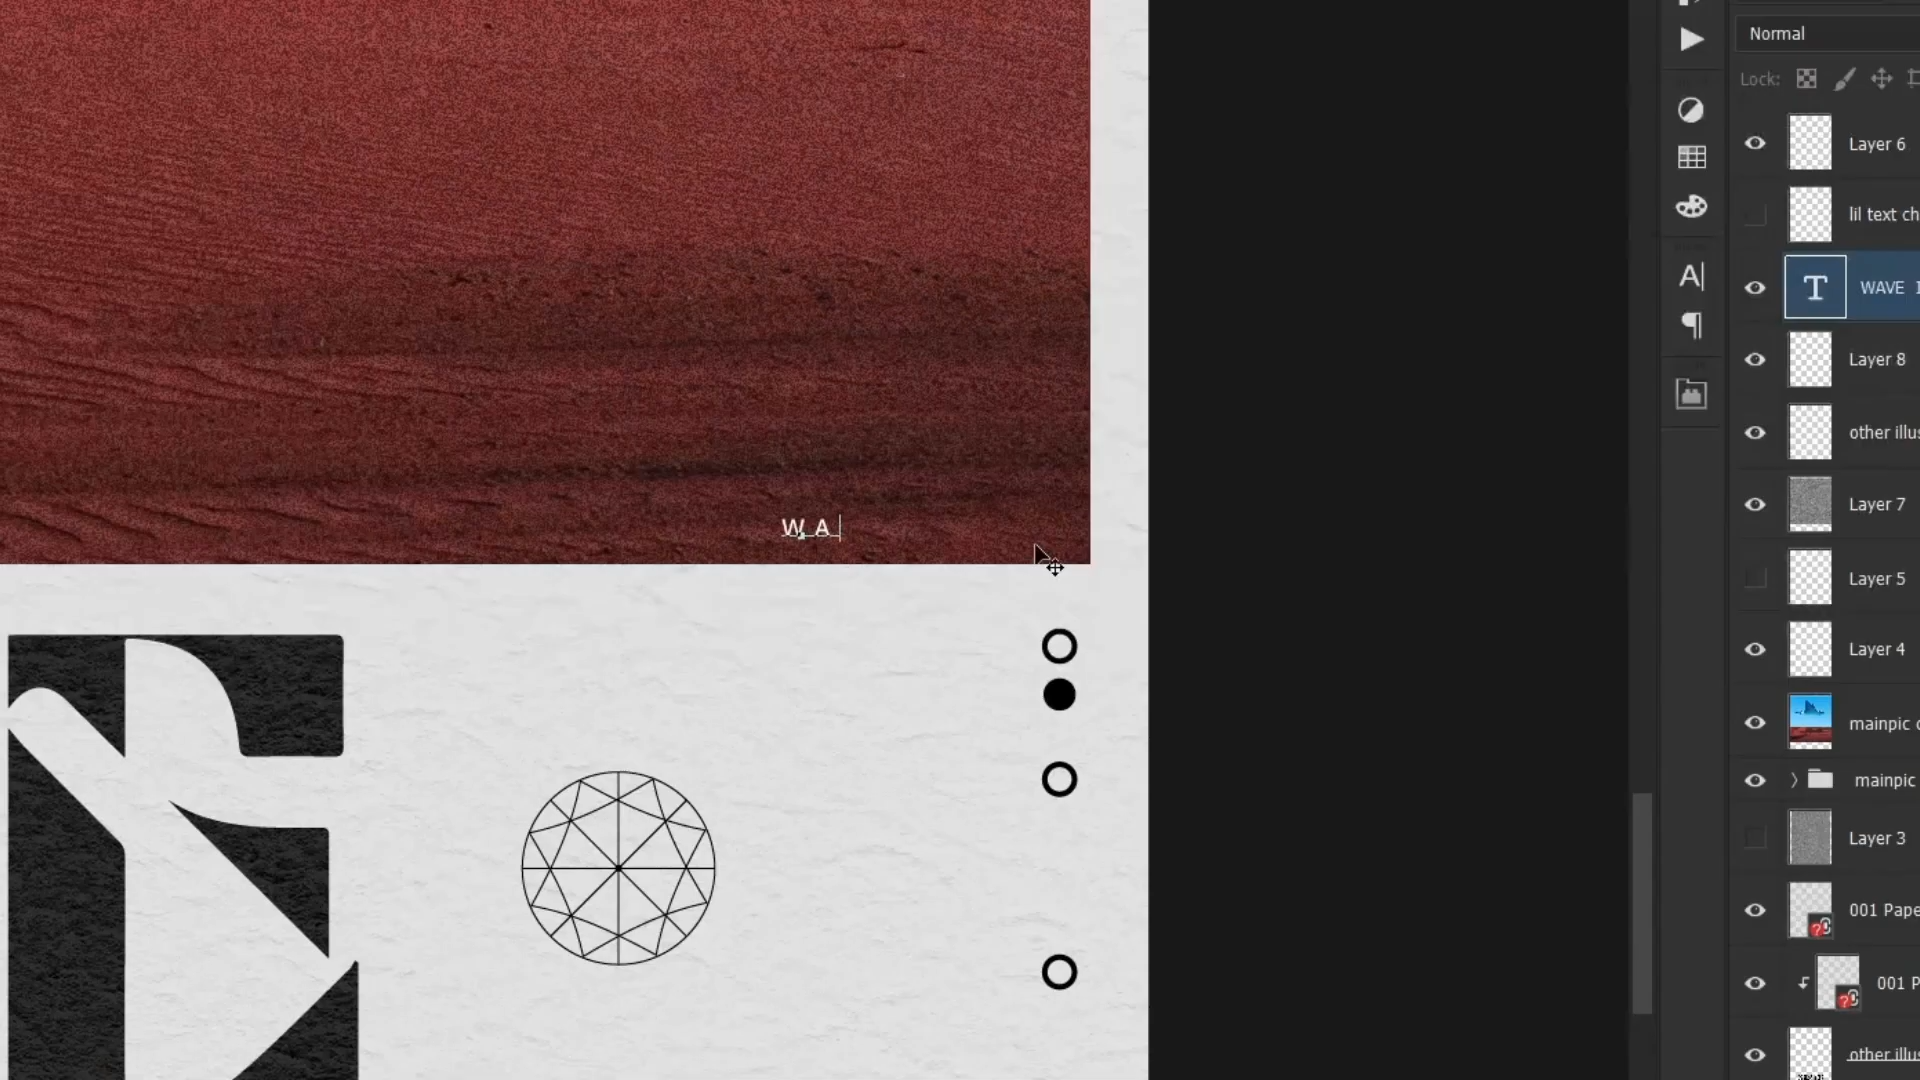 Normal
Lock:
Layer 6
lil text ch
T WAVE
Layer 8
other illus
Layer 7
W A
Layer 5
Layer 4
mainpic
mainpic
Layer 3
001 Pape
001 P
other illus